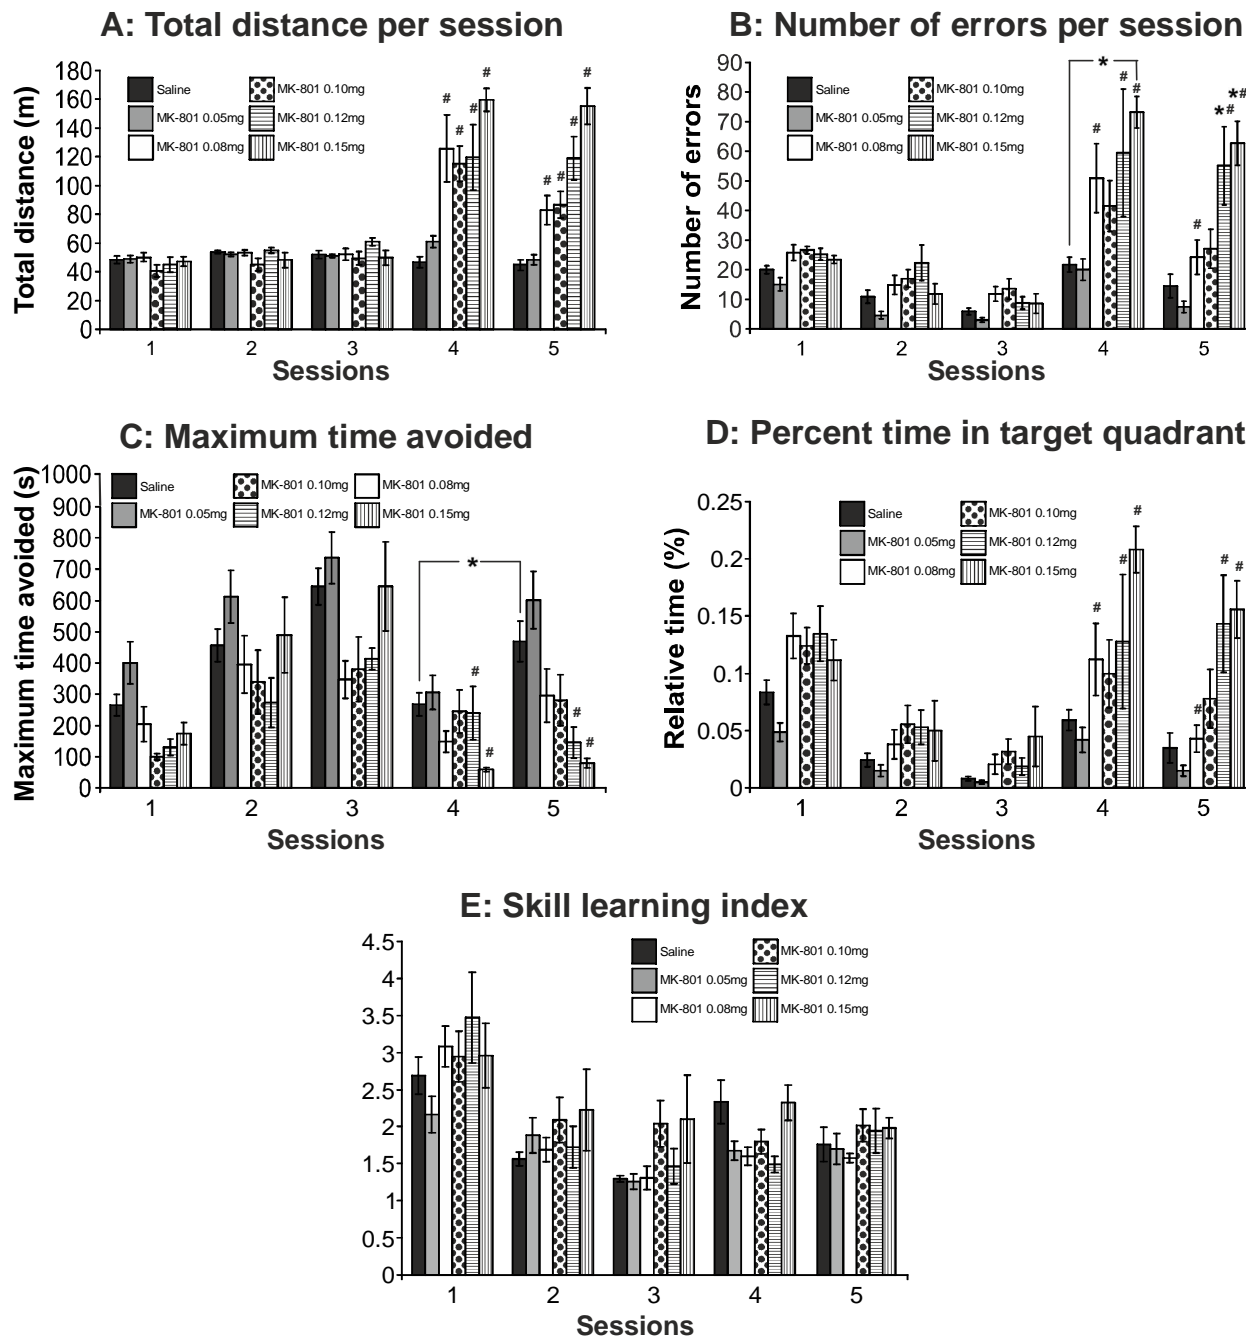 A: Total distance per session
Total distance (m)
180
160
140
120
100
80
60
40
20
0
Saline
MK-801 0.05mg
MK-801 0.08mg
MK-801 0.10mg
MK-801 0.12mg
MK-801 0.15mg
# # # #
# # # #
1 2 3 4 5
Sessions
B: Number of errors per session
Number of errors
90
80
70
60
50
40
30
20
10
0
Saline
MK-801 0.05mg
MK-801 0.08mg
MK-801 0.10mg
MK-801 0.12mg
MK-801 0.15mg
*
# # #
# *# *#
1 2 3 4 5
Sessions
C: Maximum time avoided
Maximum time avoided (s)
1000
900
800
700
600
500
400
300
200
100
0
Saline
MK-801 0.05mg
MK-801 0.10mg
MK-801 0.12mg
MK-801 0.08mg
MK-801 0.15mg
*
# #
# #
1 2 3 4 5
Sessions
D: Percent time in target quadrant
Relative time (%)
0.25
0.2
0.15
0.1
0.05
0
Saline
MK-801 0.05mg
MK-801 0.08mg
MK-801 0.10mg
MK-801 0.12mg
MK-801 0.15mg
# # #
# # #
1 2 3 4 5
Sessions
E: Skill learning index
4.5
4
3.5
3
2.5
2
1.5
1
0.5
0
Saline
MK-801 0.05mg
MK-801 0.08mg
MK-801 0.10mg
MK-801 0.12mg
MK-801 0.15mg
1 2 3 4 5
Sessions